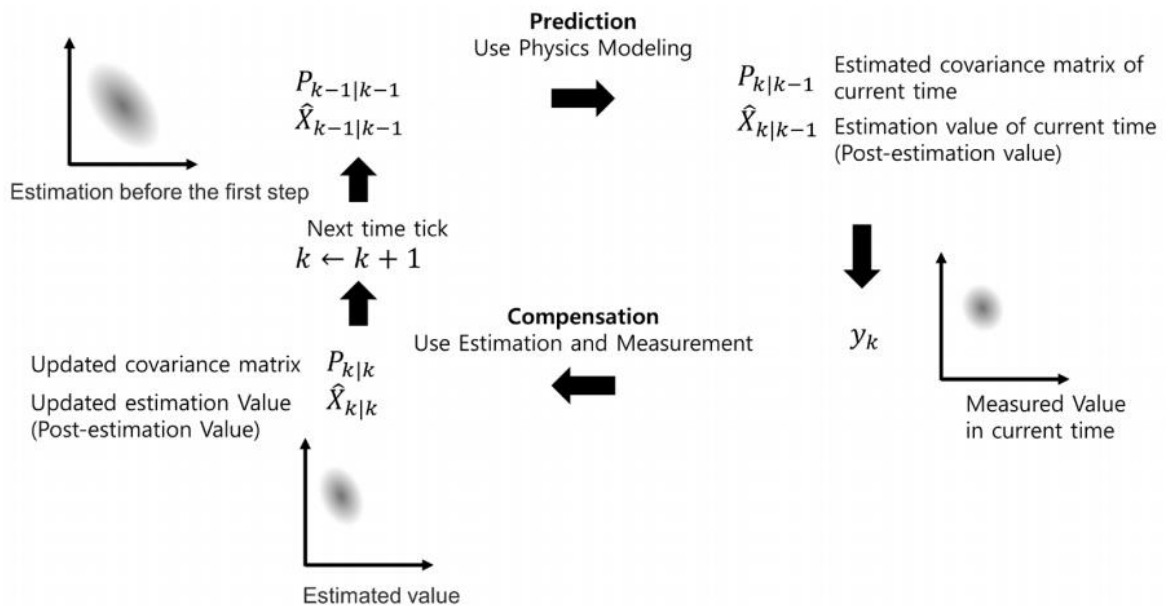 Prediction
Use Physics Modeling
P_{k-1|k-1}
X̂_{k-1|k-1}
P_{k|k-1} Estimated covariance matrix of
current time
X̂_{k|k-1} Estimation value of current time
(Post-estimation value)
Estimation before the first step
Next time tick
k ← k + 1
Compensation
Use Estimation and Measurement
y_k
Updated covariance matrix P_{k|k}
Updated estimation Value X̂_{k|k}
(Post-estimation Value)
Measured Value
in current time
Estimated value